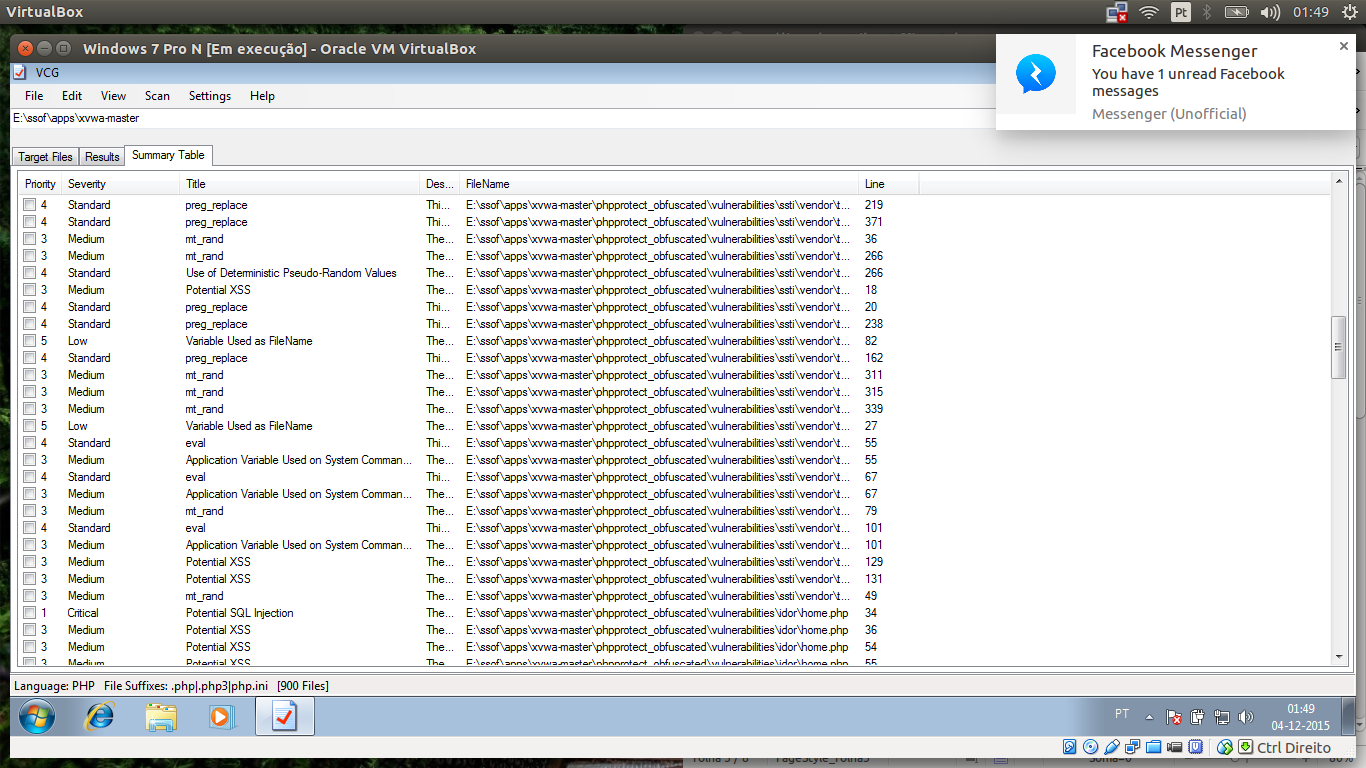 VirtualBox
Pt
01:49
Windows 7 Pro N [Em execução] - Oracle VM VirtualBox
Facebook Messenger
You have 1 unread Facebook
messages
Messenger (Unofficial)
VCG
File Edit View Scan Settings Help
E:\ssof\apps\xvwa-master
Target Files Results Summary Table
Priority Severity Title Des... FileName Line
4 Standard preg_replace Thi... E:\ssof\apps\xvwa-master\phpprotect_obfuscated\vulnerabilities\ssti\vendor\t... 219
4 Standard preg_replace Thi... E:\ssof\apps\xvwa-master\phpprotect_obfuscated\vulnerabilities\ssti\vendor\t... 371
3 Medium mt_rand The... E:\ssof\apps\xvwa-master\phpprotect_obfuscated\vulnerabilities\ssti\vendor\t... 36
3 Medium mt_rand The... E:\ssof\apps\xvwa-master\phpprotect_obfuscated\vulnerabilities\ssti\vendor\t... 266
4 Standard Use of Deterministic Pseudo-Random Values The... E:\ssof\apps\xvwa-master\phpprotect_obfuscated\vulnerabilities\ssti\vendor\t... 266
3 Medium Potential XSS The... E:\ssof\apps\xvwa-master\phpprotect_obfuscated\vulnerabilities\ssti\vendor\t... 18
4 Standard preg_replace Thi... E:\ssof\apps\xvwa-master\phpprotect_obfuscated\vulnerabilities\ssti\vendor\t... 20
4 Standard preg_replace Thi... E:\ssof\apps\xvwa-master\phpprotect_obfuscated\vulnerabilities\ssti\vendor\t... 238
5 Low Variable Used as FileName The... E:\ssof\apps\xvwa-master\phpprotect_obfuscated\vulnerabilities\ssti\vendor\t... 82
4 Standard preg_replace Thi... E:\ssof\apps\xvwa-master\phpprotect_obfuscated\vulnerabilities\ssti\vendor\t... 162
3 Medium mt_rand The... E:\ssof\apps\xvwa-master\phpprotect_obfuscated\vulnerabilities\ssti\vendor\t... 311
3 Medium mt_rand The... E:\ssof\apps\xvwa-master\phpprotect_obfuscated\vulnerabilities\ssti\vendor\t... 315
3 Medium mt_rand The... E:\ssof\apps\xvwa-master\phpprotect_obfuscated\vulnerabilities\ssti\vendor\t... 339
5 Low Variable Used as FileName The... E:\ssof\apps\xvwa-master\phpprotect_obfuscated\vulnerabilities\ssti\vendor\t... 27
4 Standard eval Thi... E:\ssof\apps\xvwa-master\phpprotect_obfuscated\vulnerabilities\ssti\vendor\t... 55
3 Medium Application Variable Used on System Comman... The... E:\ssof\apps\xvwa-master\phpprotect_obfuscated\vulnerabilities\ssti\vendor\t... 55
4 Standard eval Thi... E:\ssof\apps\xvwa-master\phpprotect_obfuscated\vulnerabilities\ssti\vendor\t... 67
3 Medium Application Variable Used on System Comman... The... E:\ssof\apps\xvwa-master\phpprotect_obfuscated\vulnerabilities\ssti\vendor\t... 67
3 Medium mt_rand The... E:\ssof\apps\xvwa-master\phpprotect_obfuscated\vulnerabilities\ssti\vendor\t... 79
4 Standard eval Thi... E:\ssof\apps\xvwa-master\phpprotect_obfuscated\vulnerabilities\ssti\vendor\t... 101
3 Medium Application Variable Used on System Comman... The... E:\ssof\apps\xvwa-master\phpprotect_obfuscated\vulnerabilities\ssti\vendor\t... 101
3 Medium Potential XSS The... E:\ssof\apps\xvwa-master\phpprotect_obfuscated\vulnerabilities\ssti\vendor\t... 129
3 Medium Potential XSS The... E:\ssof\apps\xvwa-master\phpprotect_obfuscated\vulnerabilities\ssti\vendor\t... 131
3 Medium mt_rand The... E:\ssof\apps\xvwa-master\phpprotect_obfuscated\vulnerabilities\ssti\vendor\t... 49
1 Critical Potential SQL Injection The... E:\ssof\apps\xvwa-master\phpprotect_obfuscated\vulnerabilities\idor\home.php 34
3 Medium Potential XSS The... E:\ssof\apps\xvwa-master\phpprotect_obfuscated\vulnerabilities\idor\home.php 36
3 Medium Potential XSS The... E:\ssof\apps\xvwa-master\phpprotect_obfuscated\vulnerabilities\idor\home.php 54
3 Medium Potential XSS The... E:\ssof\apps\xvwa-master\phpprotect_obfuscated\vulnerabilities\idor\home.php 55
Language: PHP File Suffixes: .php|.php3|php.ini [900 Files]
PT
01:49
04-12-2015
Ctrl Direito